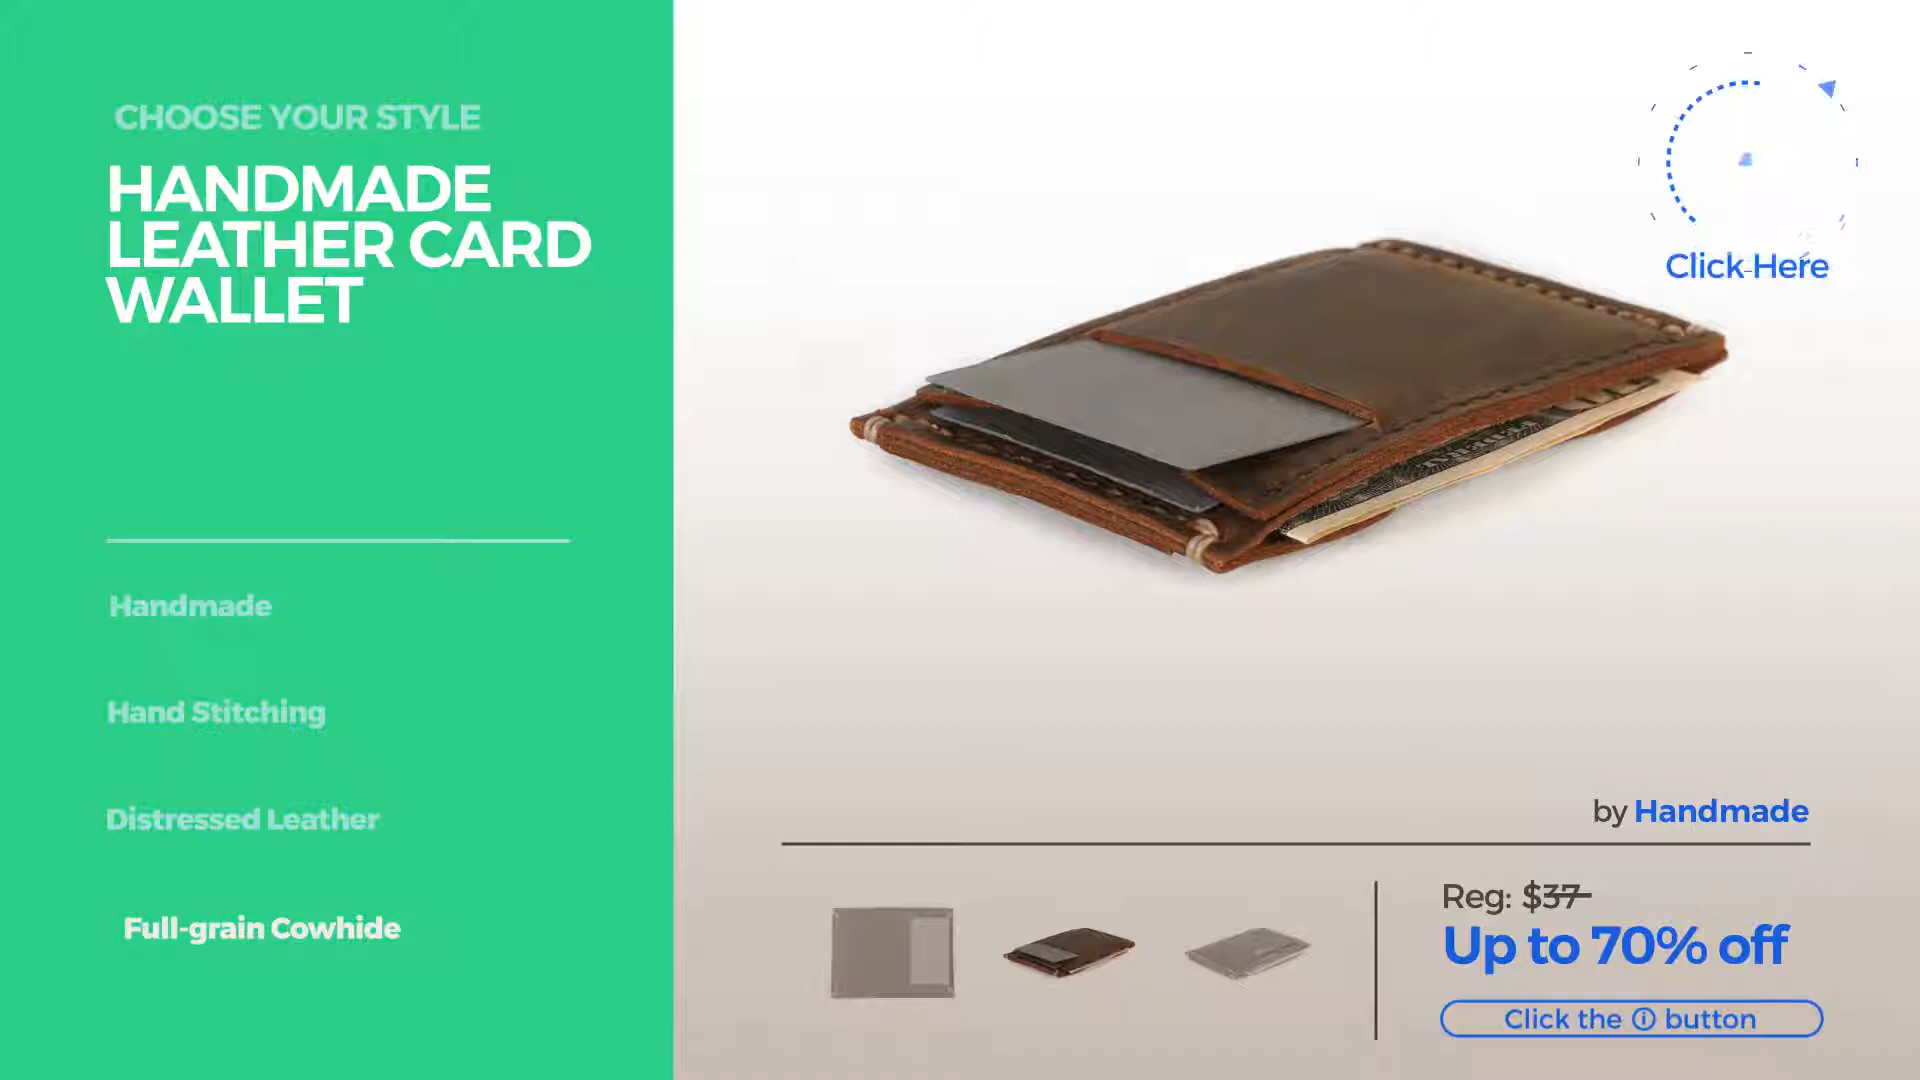 CHOOSE YOUR STYLE
HANDMADE
LEATHER CARD
WALLET
Handmade
Hand Stitching
Distressed Leather
Full-grain Cowhide
Click Here
by Handmade
Reg: $37
Up to 70% off
Click the ⓘ button